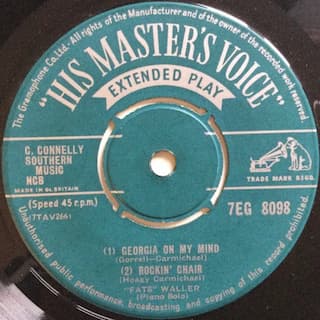 The Gramophone Co. Ltd.-All rights of the Manufacturer and of the owner of the recorded work reserved.
"HIS MASTER'S VOICE"
EXTENDED PLAY
C. CONNELLY
SOUTHERN
MUSIC
NCB
MADE IN GT. BRITAIN
(Speed 45 r.p.m.)
(7TAV266)
TRADE MARK REGD.
7EG 8098
(1) GEORGIA ON MY MIND
(Gorrell-Carmichael)
(2) ROCKIN' CHAIR
(Hoagy Carmichael)
"FATS" WALLER
(Piano Solo)
Unauthorised public performance, broadcasting and copying of this record prohibited.